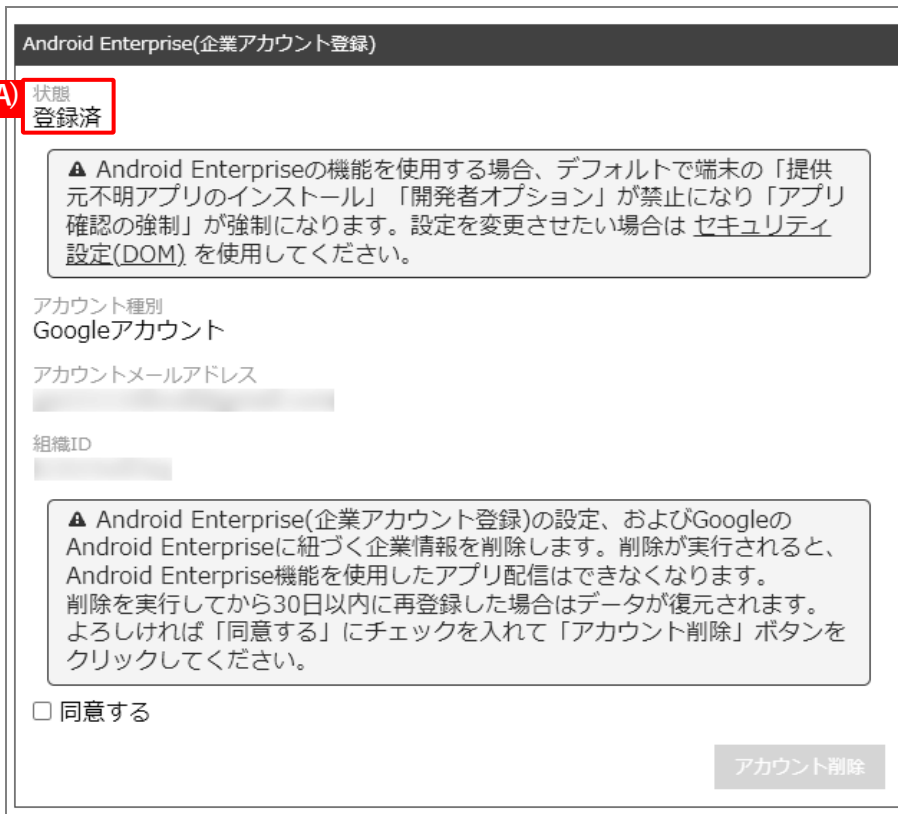 Android Enterprise(企業アカウント登録)
A)
状態
登録済
Android Enterpriseの機能を使用する場合、デフォルトで端末の「提供
元不明アプリのインストール」「開発者オプション」が禁止になり「アプリ
確認の強制」が強制になります。設定を変更させたい場合は セキュリティ
設定(DOM) を使用してください。
アカウント種別
Googleアカウント
アカウントメールアドレス
組織ID
Android Enterprise(企業アカウント登録)の設定、およびGoogleの
Android Enterpriseに紐づく企業情報を削除します。削除が実行されると、
Android Enterprise機能を使用したアプリ配信はできなくなります。
削除を実行してから30日以内に再登録した場合はデータが復元されます。
よろしければ「同意する」にチェックを入れて「アカウント削除」ボタンを
クリックしてください。
同意する
アカウント削除